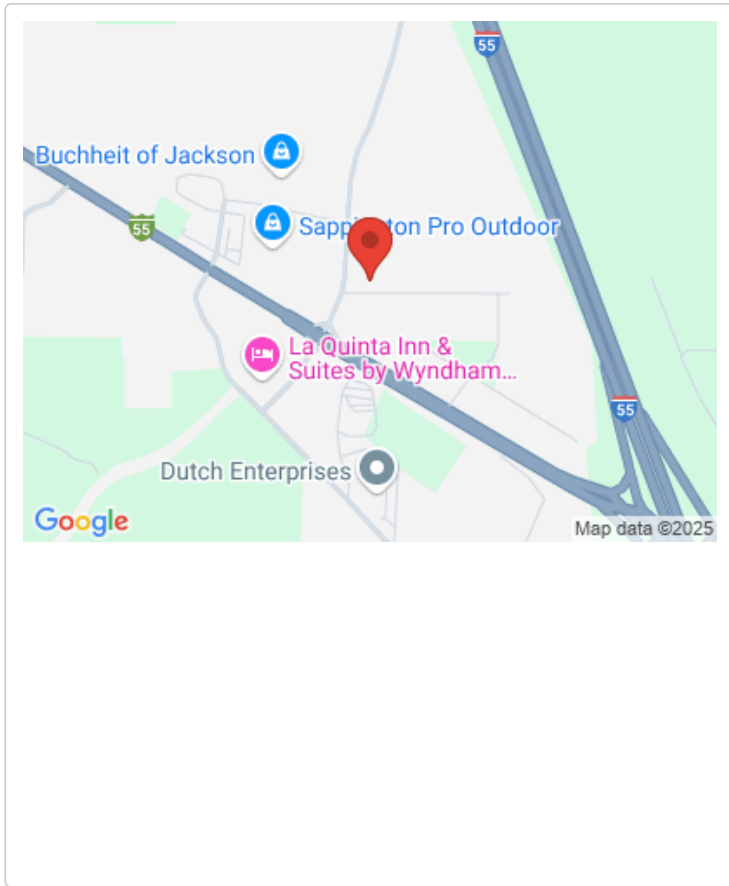 55
Buchheit of Jackson
55
Sappington Pro Outdoor
La Quinta Inn &
Suites by Wyndham...
55
Dutch Enterprises
Google
Map data ©2025